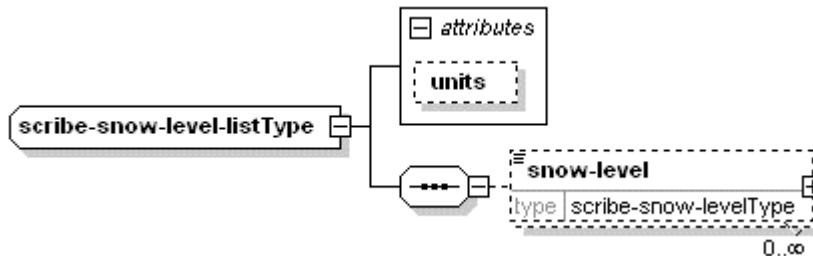 attributes
units
scribe-snow-level-listType
snow-level
type scribe-snow-levelType
0..∞